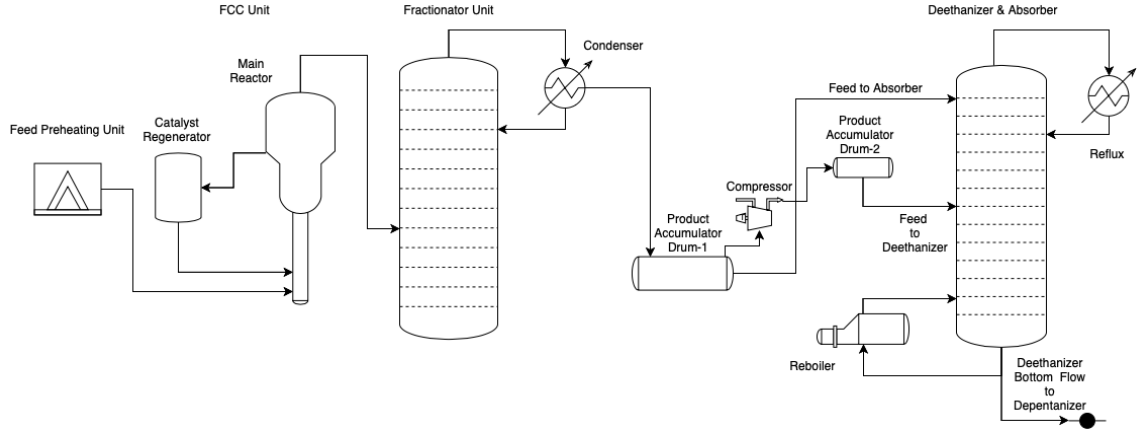 FCC Unit
Fractionator Unit
Deethanizer & Absorber
Condenser
Main
Reactor
Feed to Absorber
Catalyst
Regenerator
Product
Accumulator
Drum-2
Feed Preheating Unit
Reflux
Compressor
Product
Accumulator
Drum-1
Feed
to
Deethanizer
Reboiler
Deethanizer
Bottom Flow
to
Depentanizer